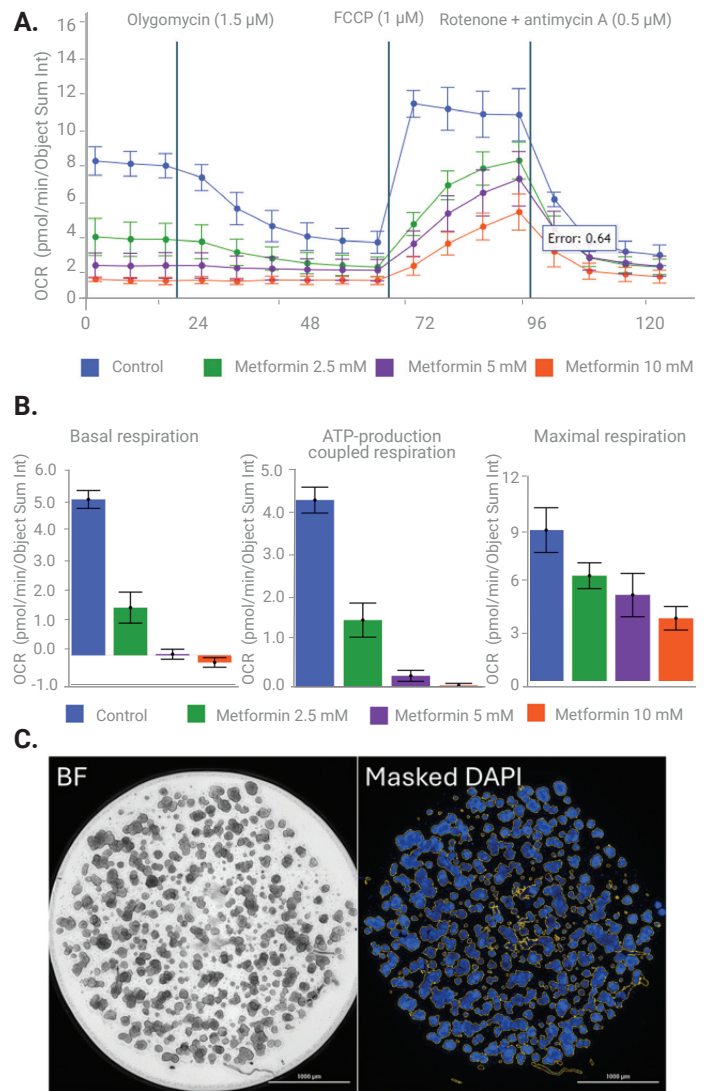 A.
Olygomycin (1.5 µM) FCCP (1 µM) Rotenone + antimycin A (0.5 µM)
OCR (pmol/min/Object Sum Int)
16
14
12
10
8
6
4
2
0
Error: 0.64
0 24 48 72 96 120
Control Metformin 2.5 mM Metformin 5 mM Metformin 10 mM
B.
Basal respiration
OCR (pmol/min/Object Sum Int)
6.0
5.0
4.0
3.0
2.0
1.0
0.0
-1.0
ATP-production
coupled respiration
OCR (pmol/min/Object Sum Int)
5.0
4.0
3.0
2.0
1.0
0.0
Maximal respiration
OCR (pmol/min/Object Sum Int)
12
9
6
3
0
Control Metformin 2.5 mM Metformin 5 mM Metformin 10 mM
C.
BF
Masked DAPI
1000 µm
1000 µm